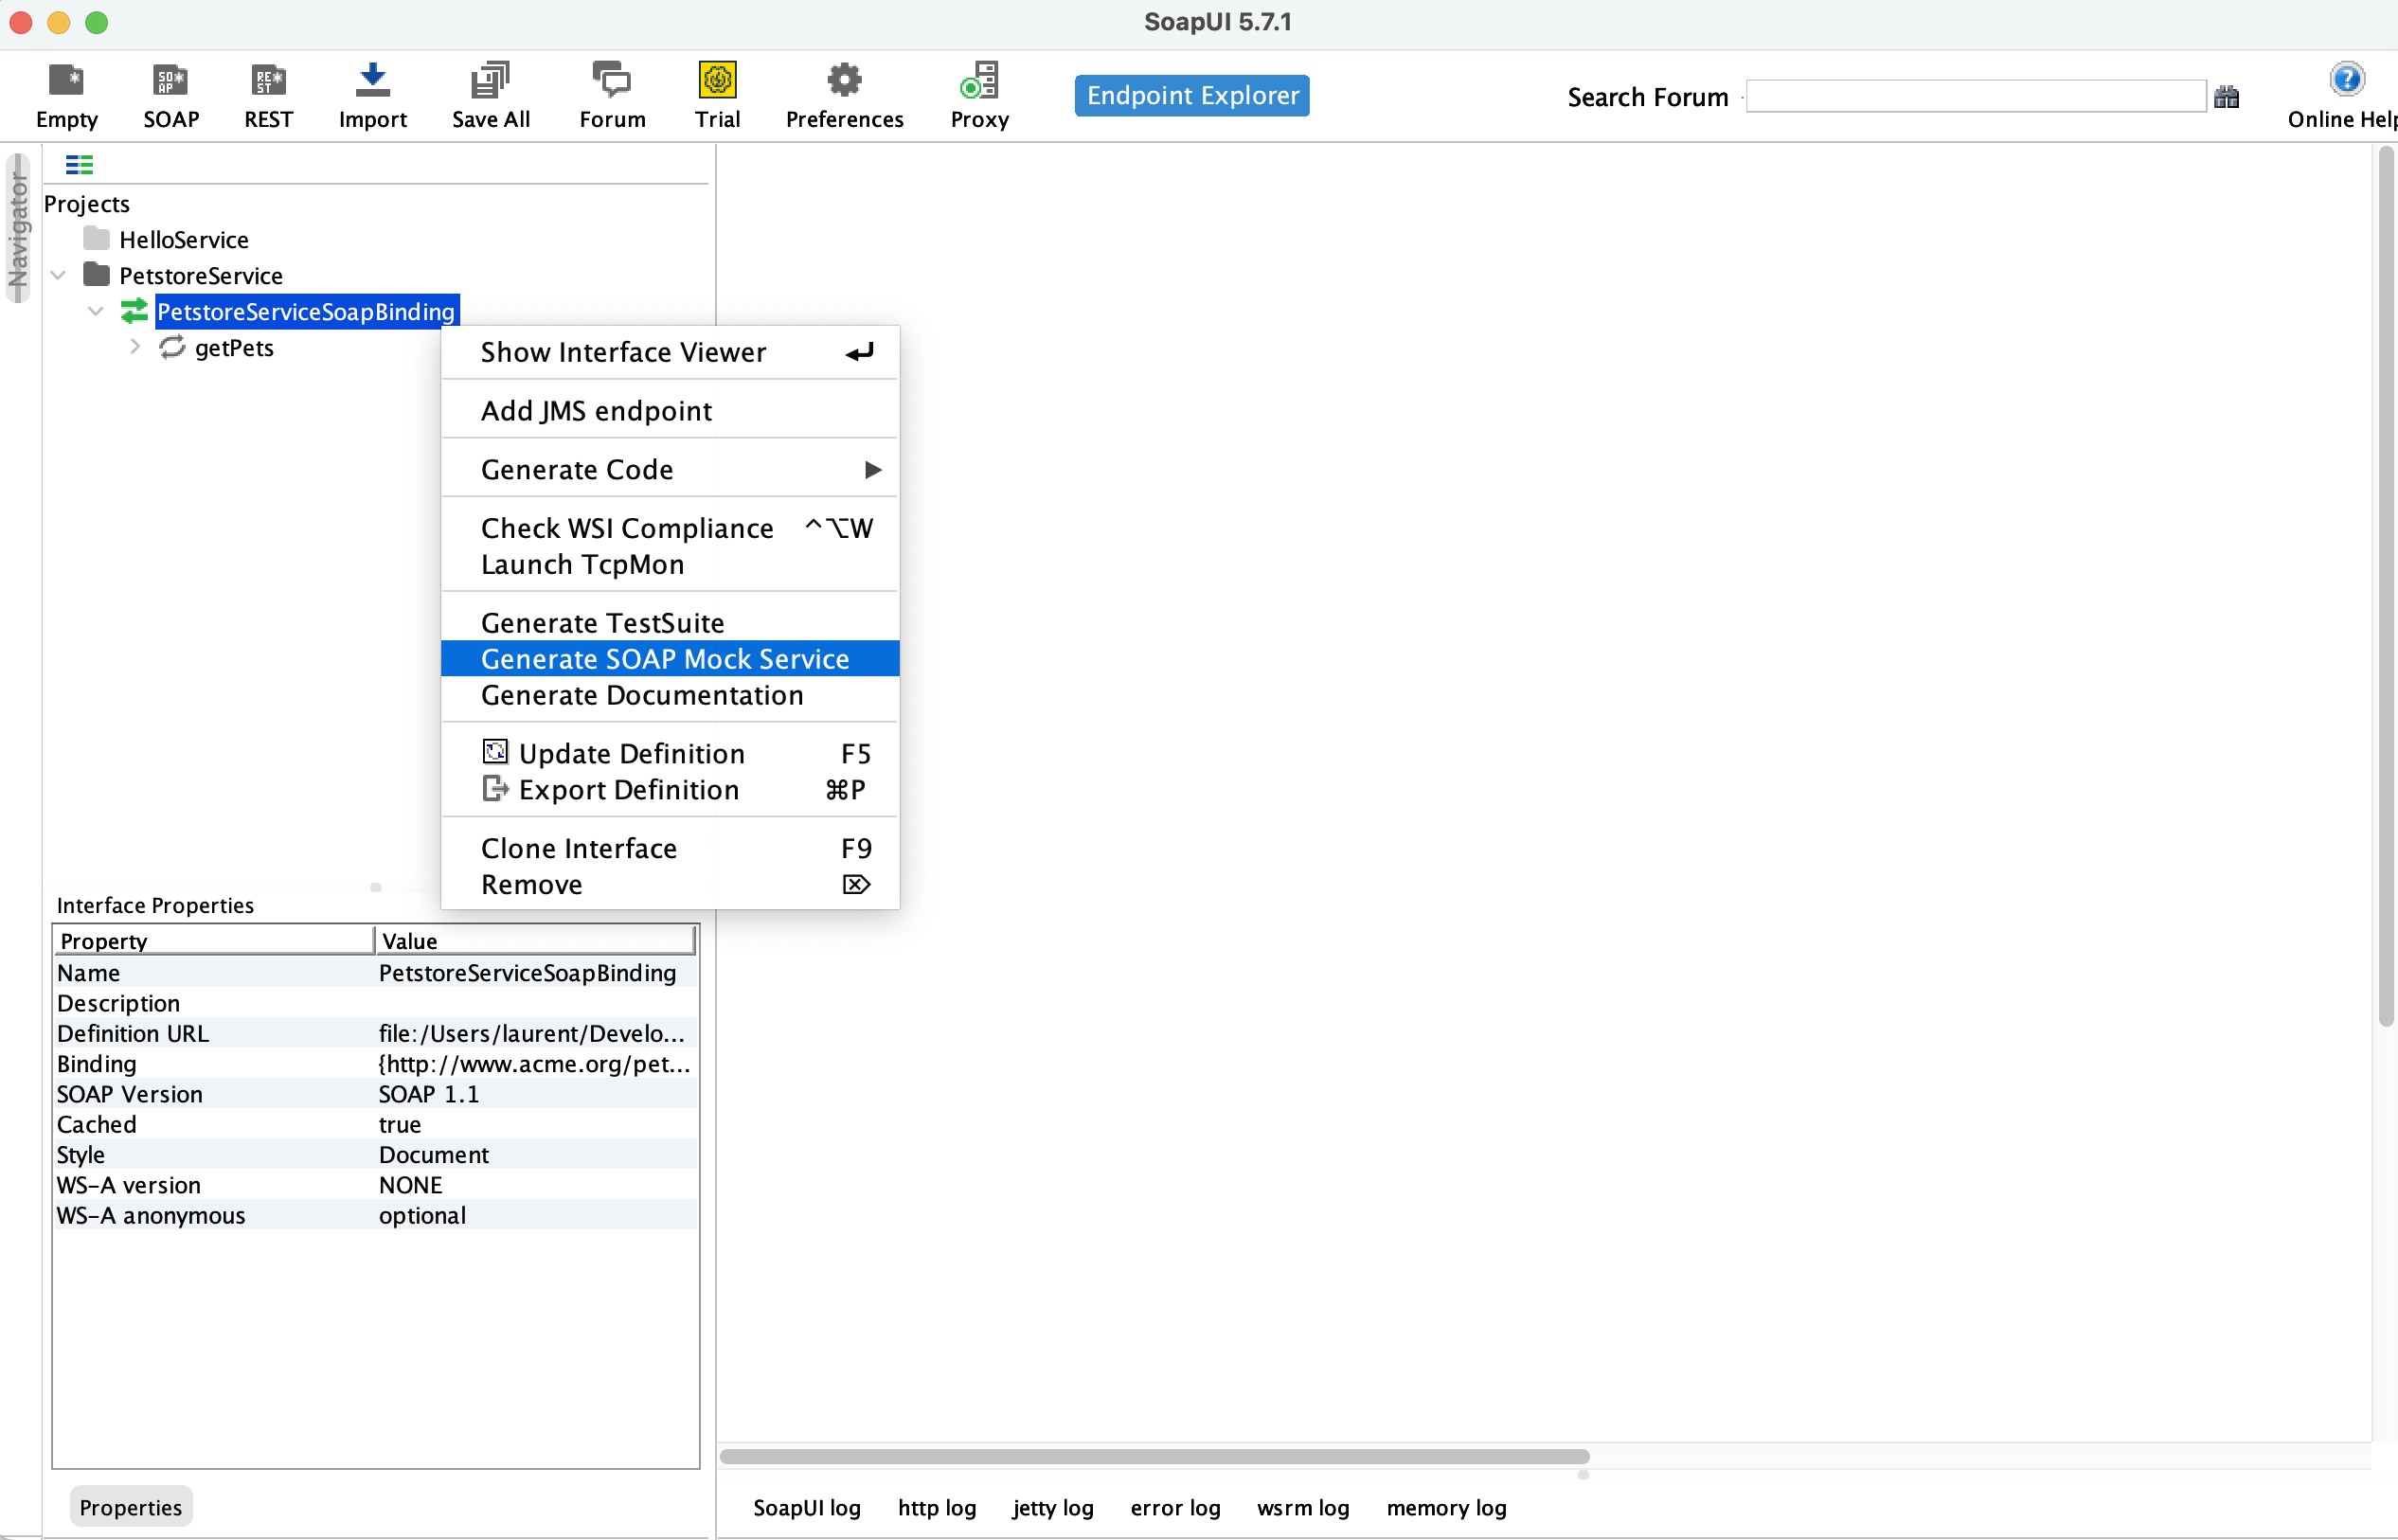 SoapUI 5.7.1
Empty SOAP REST Import Save All Forum Trial Preferences Proxy Endpoint Explorer Search Forum Online Help
Navigator
Projects
HelloService
PetstoreService
PetstoreServiceSoapBinding
getPets
Show Interface Viewer
Add JMS endpoint
Generate Code
Check WSI Compliance ^⌥W
Launch TcpMon
Generate TestSuite
Generate SOAP Mock Service
Generate Documentation
Update Definition F5
Export Definition ⌘P
Clone Interface F9
Remove ⌦
Interface Properties
Property Value
Name PetstoreServiceSoapBinding
Description
Definition URL file:/Users/laurent/Develo...
Binding {http://www.acme.org/pet...
SOAP Version SOAP 1.1
Cached true
Style Document
WS-A version NONE
WS-A anonymous optional
Properties
SoapUI log http log jetty log error log wsrm log memory log